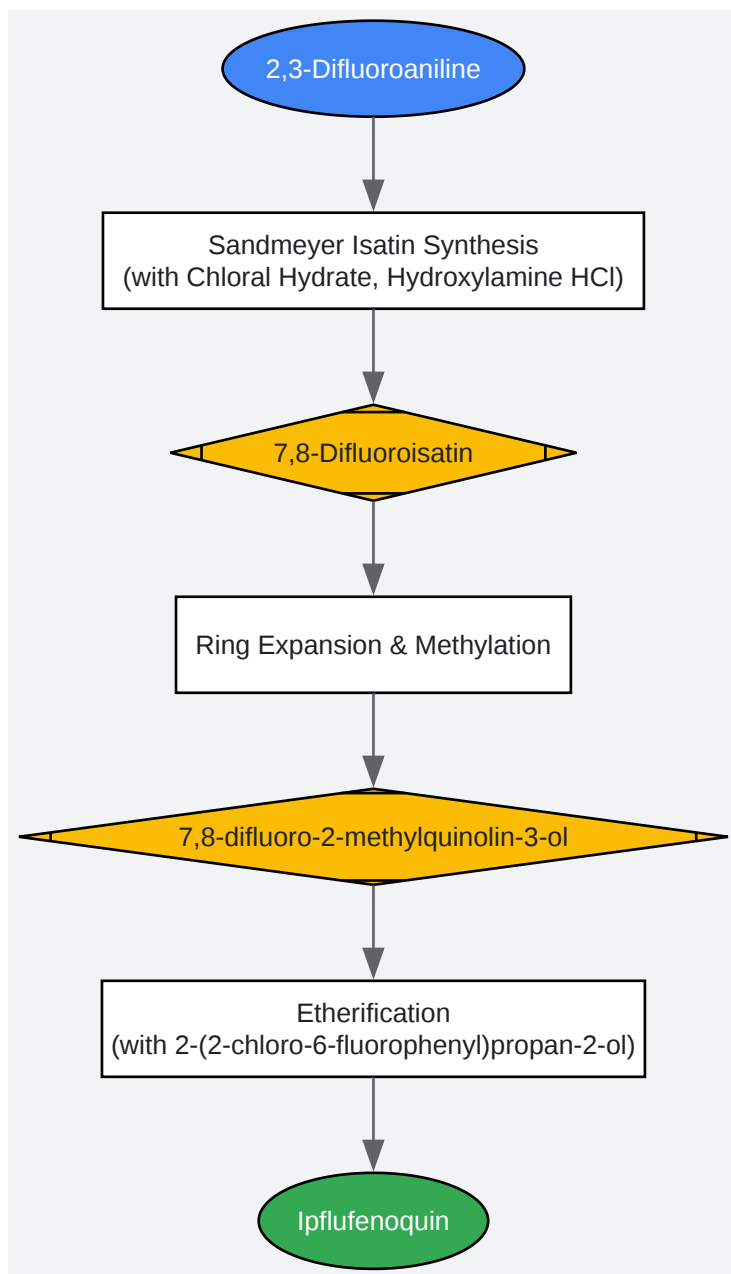 2,3-Difluoroaniline
Sandmeyer Isatin Synthesis
(with Chloral Hydrate, Hydroxylamine HCl)
7,8-Difluoroisatin
Ring Expansion & Methylation
7,8-difluoro-2-methylquinolin-3-ol
Etherification
(with 2-(2-chloro-6-fluorophenyl)propan-2-ol)
Ipflufenoquin